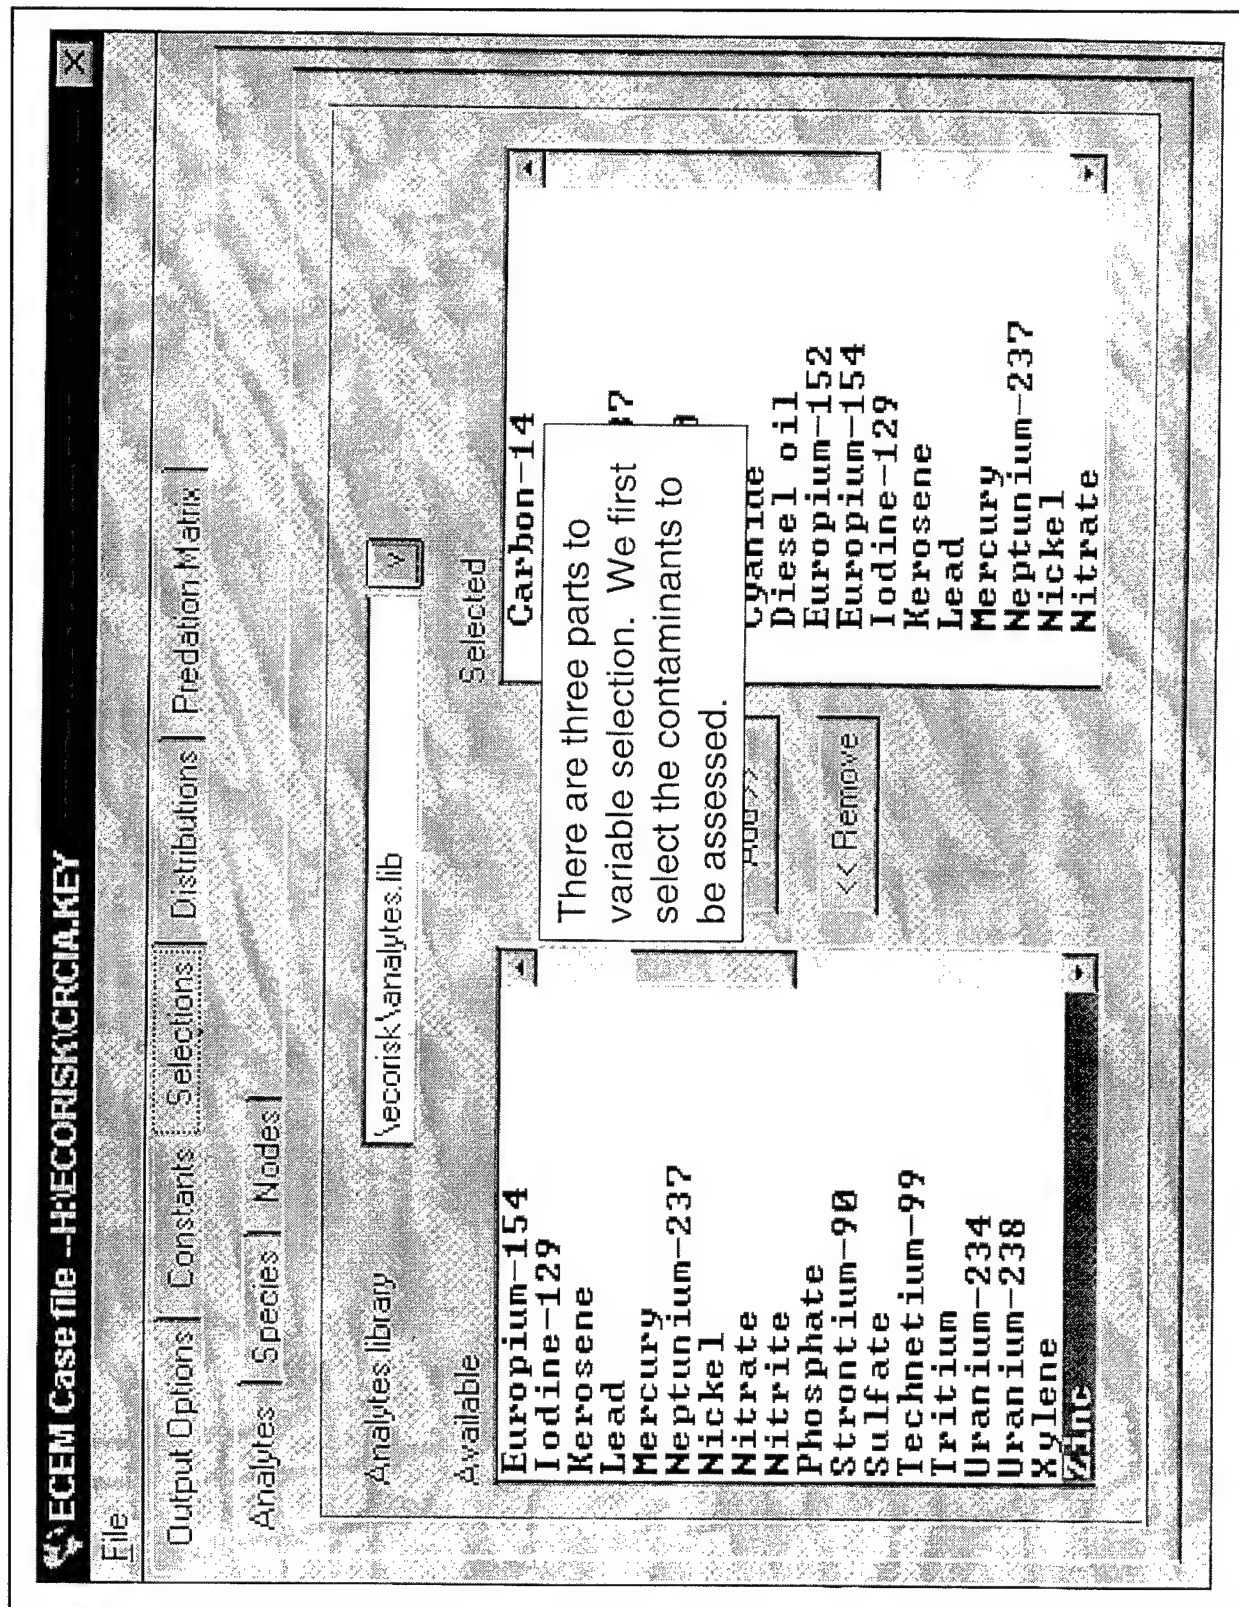 ECEM Case file --H:\ECORISK\CRCIA.KEY
File
Output Options Constants Selections Distributions Predation Matrix
Analytes Species Nodes
Analytes library
\ecorisk\analytes.lib
Available
Europium-154
Iodine-129
Kerosene
Lead
Mercury
Neptunium-237
Nickel
Nitrate
Nitrite
Phosphate
Strontium-90
Sulfate
Technetium-99
Tritium
Uranium-234
Uranium-238
Xylene
Zinc
There are three parts to
variable selection. We first
select the contaminants to
be assessed.
Add >>
<< Remove
Selected
Carbon-14
Diesel oil
Europium-152
Europium-154
Iodine-129
Kerosene
Lead
Mercury
Neptunium-237
Nickel
Nitrate